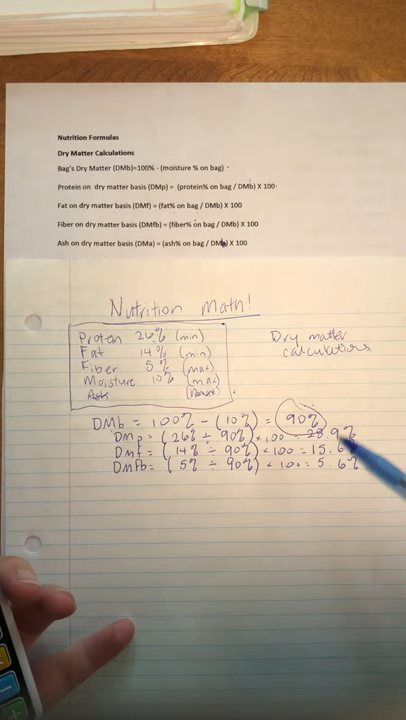 Nutrition Formulas
Dry Matter Calculations
Bag's Dry Matter (DMb)=100% - (moisture % on bag)
Protein on dry matter basis (DMp) = (protein% on bag / DMb) X 100
Fat on dry matter basis (DMf) = (fat% on bag / DMb) X 100
Fiber on dry matter basis (DMfb) = (fiber% on bag / DMb) X 100
Ash on dry matter basis (DMa) = (ash% on bag / DMb) X 100
Nutrition Math!
Protein 26% (min)
Fat 14% (min)
Fiber 5% (max)
Moisture 10% (max)
Ash
Dry matter
calculations
DMb = 100% - (10%) = 90%
DMp = (26% ÷ 90%) × 100 = 28.9%
DMf = (14% ÷ 90%) × 100 = 15.6
DMfb = (5% ÷ 90%) × 100 = 5.6%